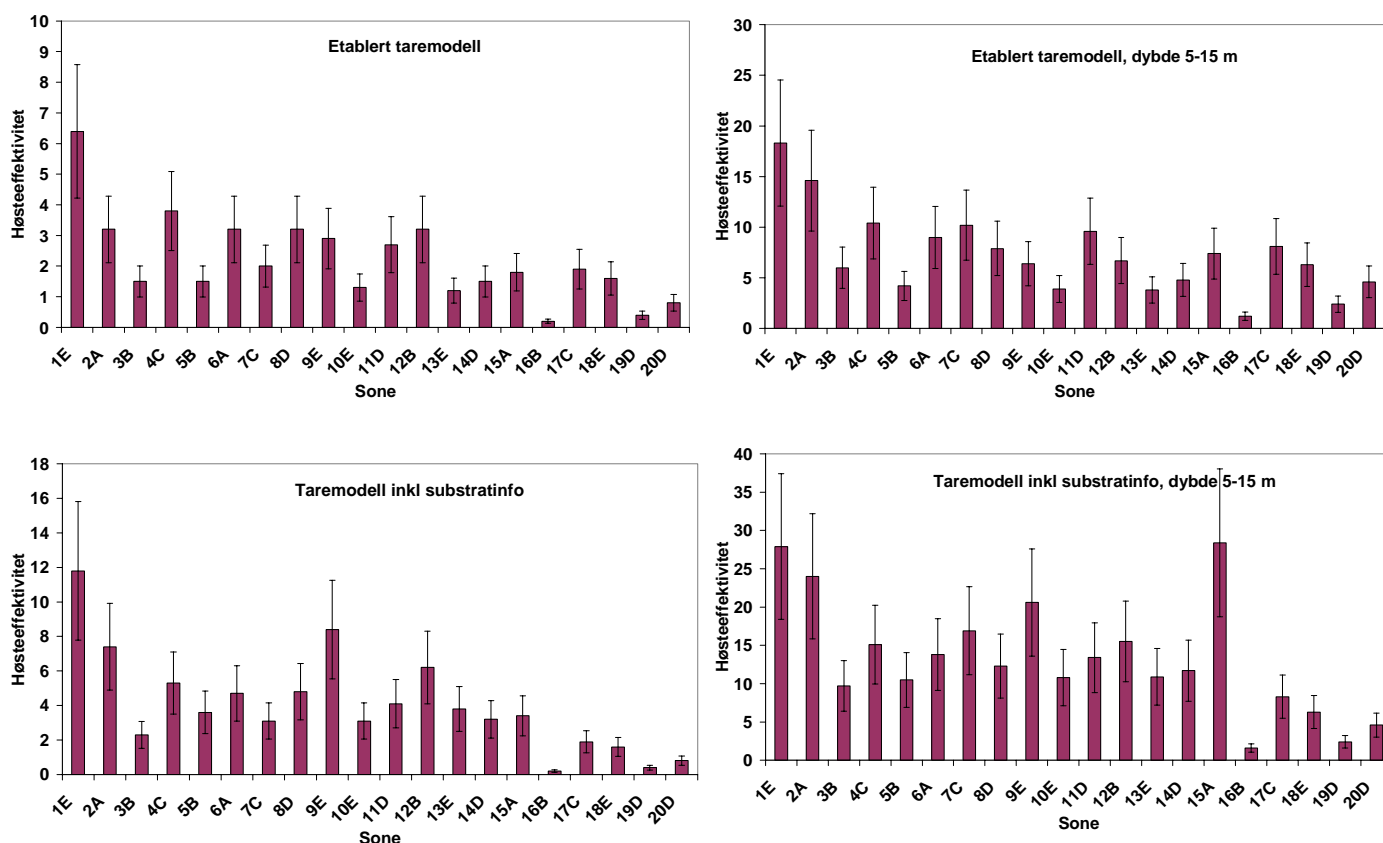 Etablert taremodell
Høsteeffektivitet
10
9
8
7
6
5
4
3
2
1
0
1E 2A 3B 4C 5B 6A 7C 8D 9E 10E 11D 12B 13E 14D 15A 16B 17C 18E 19D 20D
Sone
Etablert taremodell, dybde 5-15 m
Høsteeffektivitet
30
25
20
15
10
5
0
1E 2A 3B 4C 5B 6A 7C 8D 9E 10E 11D 12B 13E 14D 15A 16B 17C 18E 19D 20D
Sone
Taremodell inkl substratinfo
Høsteeffektivitet
18
16
14
12
10
8
6
4
2
0
1E 2A 3B 4C 5B 6A 7C 8D 9E 10E 11D 12B 13E 14D 15A 16B 17C 18E 19D 20D
Sone
Taremodell inkl substratinfo, dybde 5-15 m
Høsteeffektivitet
40
35
30
25
20
15
10
5
0
1E 2A 3B 4C 5B 6A 7C 8D 9E 10E 11D 12B 13E 14D 15A 16B 17C 18E 19D 20D
Sone